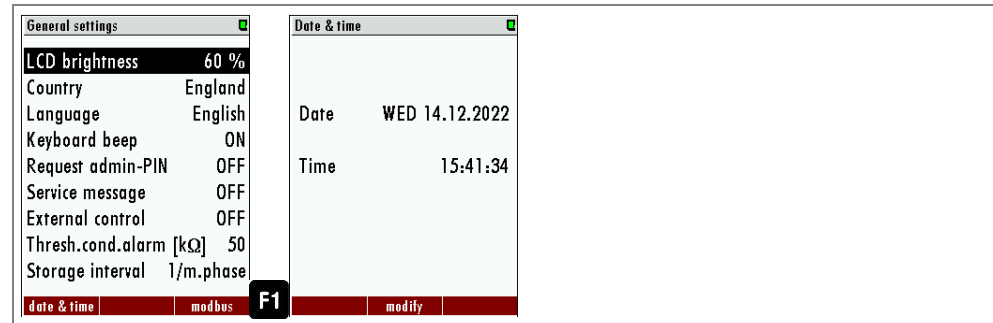 General settings
LCD brightness 60 %
Country England
Language English
Keyboard beep ON
Request admin-PIN OFF
Service message OFF
External control OFF
Thresh.cond.alarm [kΩ] 50
Storage interval 1/m.phase
date & time modbus
F1
Date & time
Date WED 14.12.2022
Time 15:41:34
modify